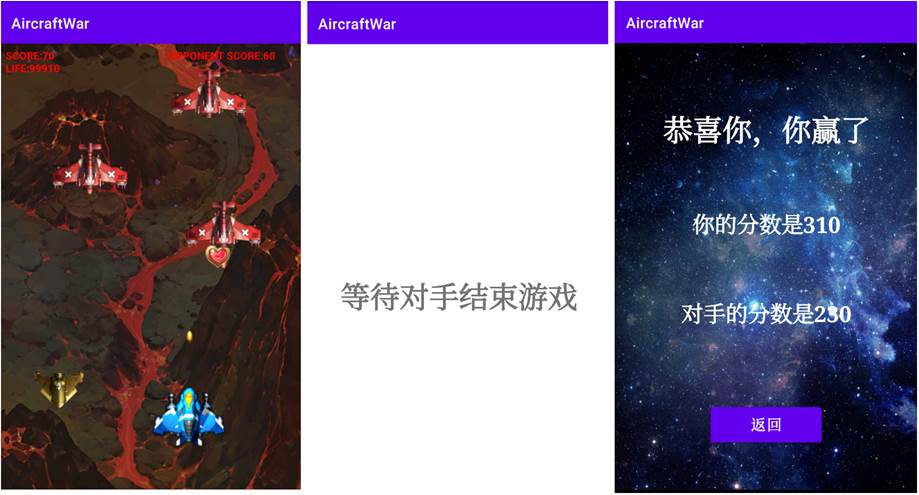 AircraftWar
SCORE:70
OPPONENT SCORE:60
LIFE:99910
AircraftWar
等待对手结束游戏
AircraftWar
恭喜你，你赢了
你的分数是310
对手的分数是230
返回